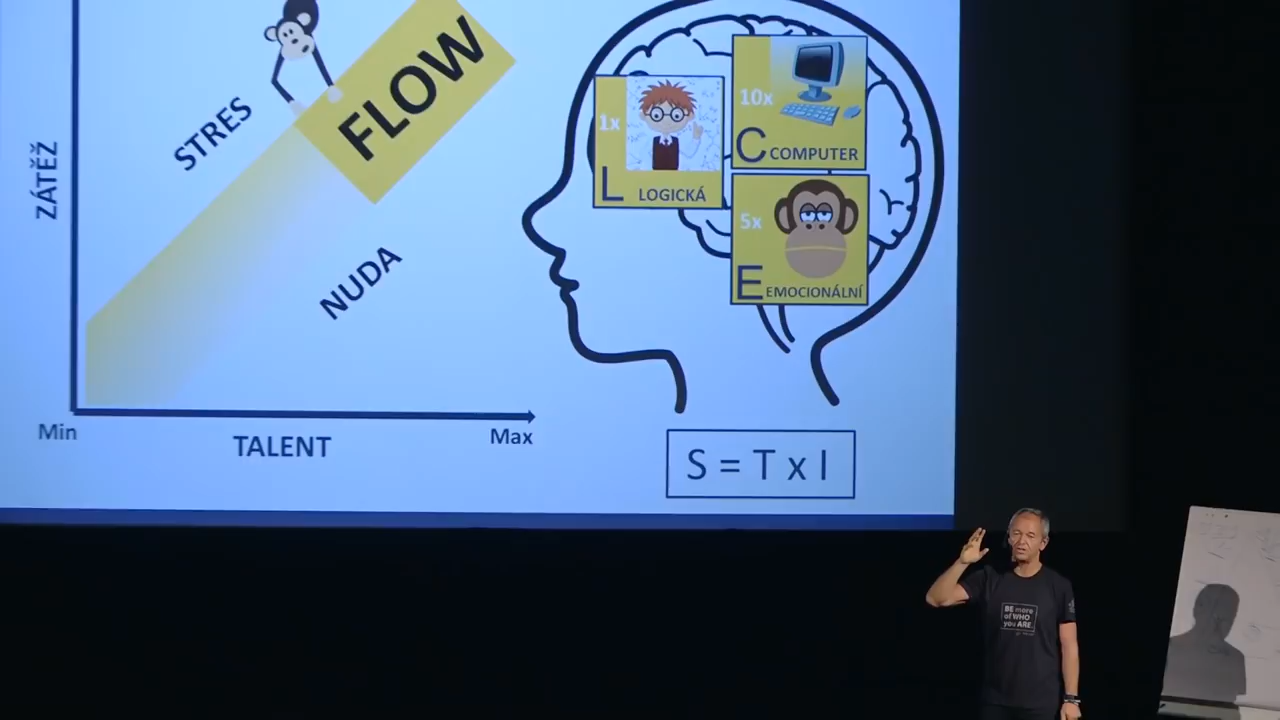 FLOW
STRES
ZÁTĚŽ
NUDA
Min
TALENT
Max
1x
L LOGICKÁ
10x
C COMPUTER
5x
E EMOCIONÁLNÍ
S = T x I
BE more
of WHO
you ARE